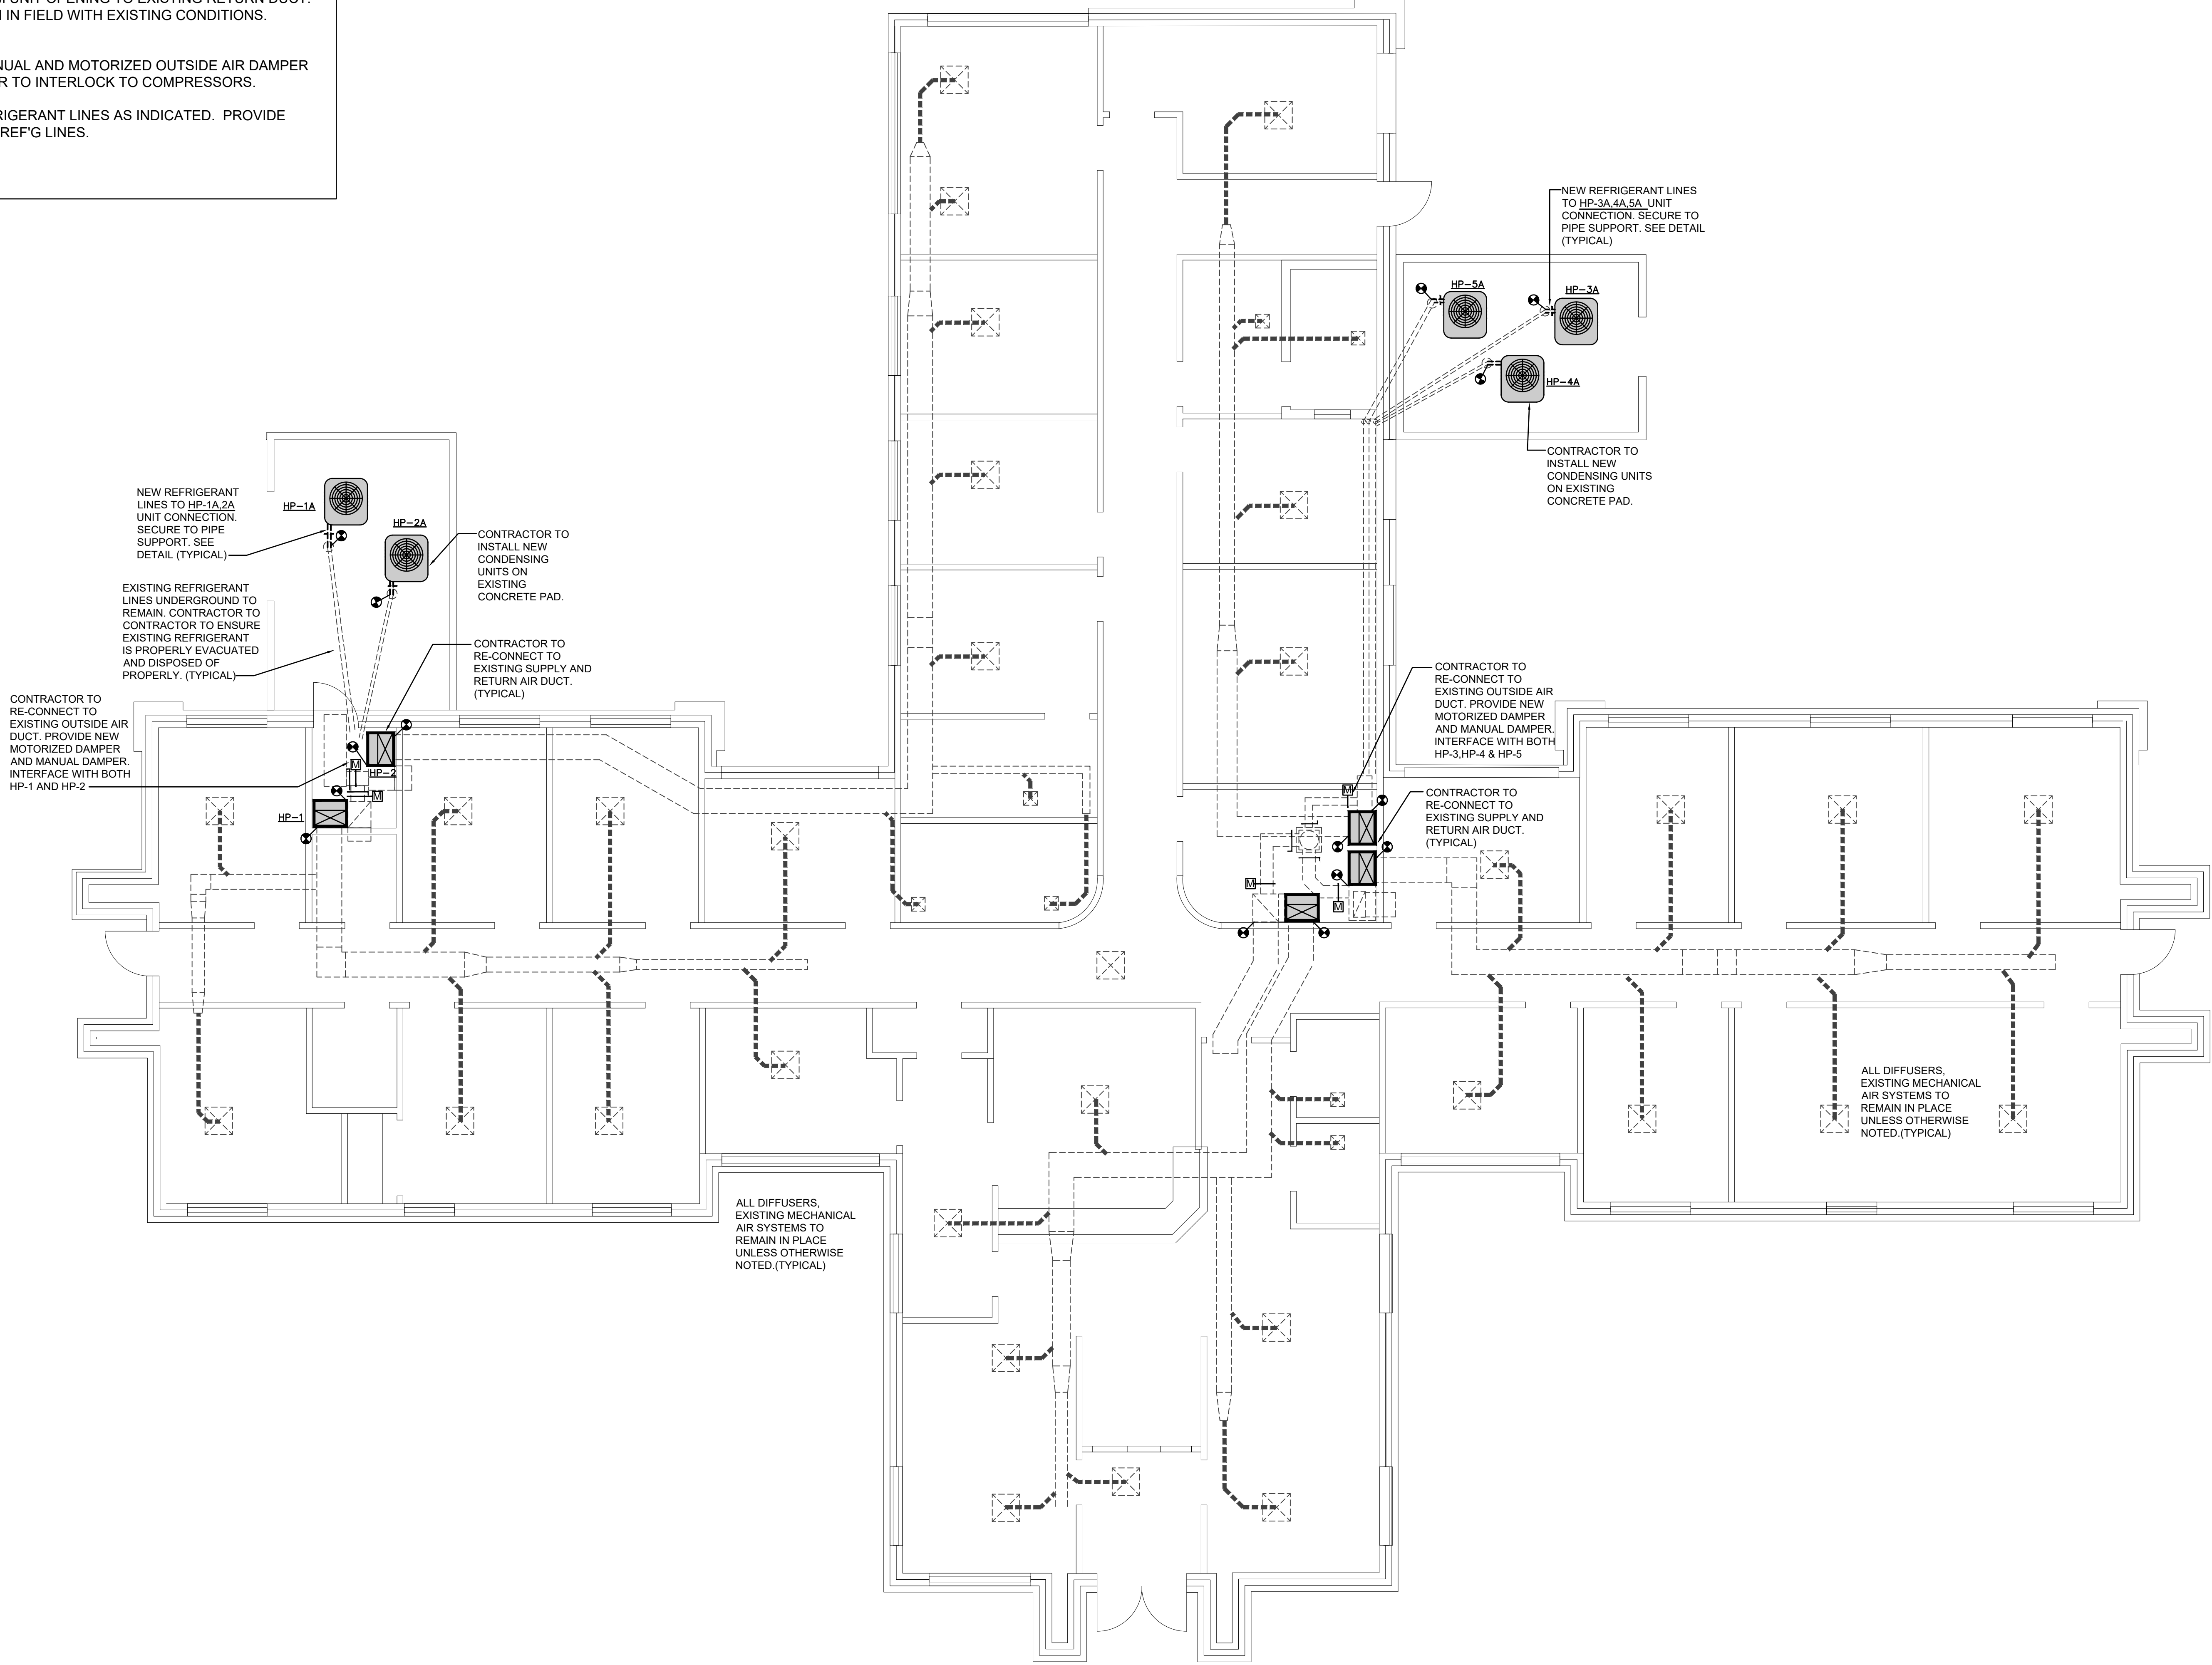 UNIT OPENING TO EXISTING RETURN DUCT.
IN FIELD WITH EXISTING CONDITIONS.
AND MOTORIZED OUTSIDE AIR DAMPER
TO INTERLOCK TO COMPRESSORS.
LINES AS INDICATED. PROVIDE
REF'G LINES.
NEW REFRIGERANT LINES
TO HP-3A,4A,5A UNIT
CONNECTION. SECURE TO
PIPE SUPPORT. SEE DETAIL
(TYPICAL)
HP-5A
HP-3A
HP-4A
CONTRACTOR TO
INSTALL NEW
CONDENSING UNITS
ON EXISTING
CONCRETE PAD.
NEW REFRIGERANT
LINES TO HP-1A,2A
UNIT CONNECTION.
SECURE TO PIPE
SUPPORT. SEE
DETAIL (TYPICAL)
HP-1A
HP-2A
CONTRACTOR TO
INSTALL NEW
CONDENSING
UNITS ON
EXISTING
CONCRETE PAD.
EXISTING REFRIGERANT
LINES UNDERGROUND TO
REMAIN. CONTRACTOR TO
CONTRACTOR TO ENSURE
EXISTING REFRIGERANT
IS PROPERLY EVACUATED
AND DISPOSED OF
PROPERLY. (TYPICAL)
CONTRACTOR TO
RE-CONNECT TO
EXISTING SUPPLY AND
RETURN AIR DUCT.
(TYPICAL)
CONTRACTOR TO
RE-CONNECT TO
EXISTING OUTSIDE AIR
DUCT. PROVIDE NEW
MOTORIZED DAMPER
AND MANUAL DAMPER.
INTERFACE WITH BOTH
HP-1 AND HP-2
M
HP-2
M
HP-1
CONTRACTOR TO
RE-CONNECT TO
EXISTING OUTSIDE AIR
DUCT. PROVIDE NEW
MOTORIZED DAMPER
AND MANUAL DAMPER.
INTERFACE WITH BOTH
HP-3,HP-4 & HP-5
CONTRACTOR TO
RE-CONNECT TO
EXISTING SUPPLY AND
RETURN AIR DUCT.
(TYPICAL)
M
M
M
ALL DIFFUSERS,
EXISTING MECHANICAL
AIR SYSTEMS TO
REMAIN IN PLACE
UNLESS OTHERWISE
NOTED.(TYPICAL)
ALL DIFFUSERS,
EXISTING MECHANICAL
AIR SYSTEMS TO
REMAIN IN PLACE
UNLESS OTHERWISE
NOTED.(TYPICAL)